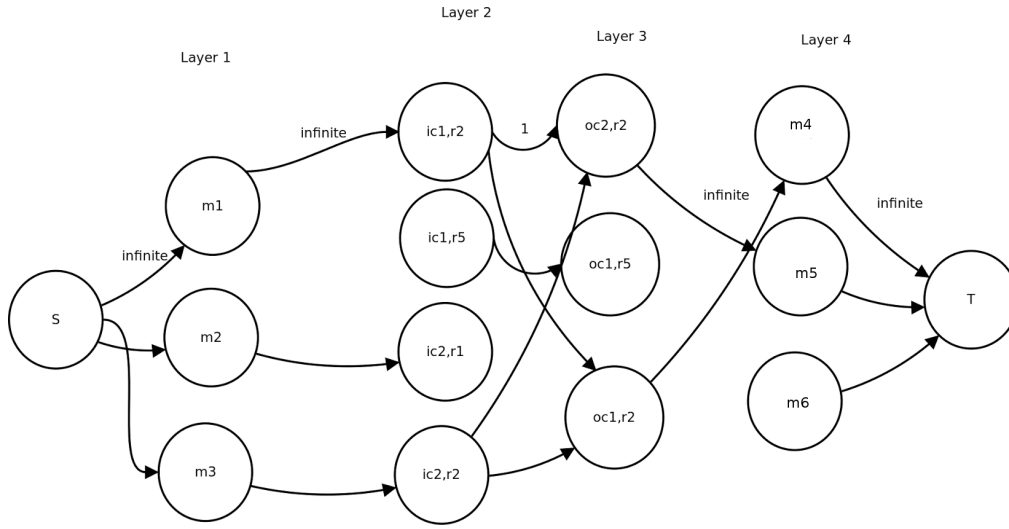 Layer 1
Layer 2
Layer 3
Layer 4
infinite
ic1,r2
1
oc2,r2
m4
m1
infinite
infinite
infinite
ic1,r5
oc1,r5
m5
S
m2
ic2,r1
T
m3
ic2,r2
oc1,r2
m6